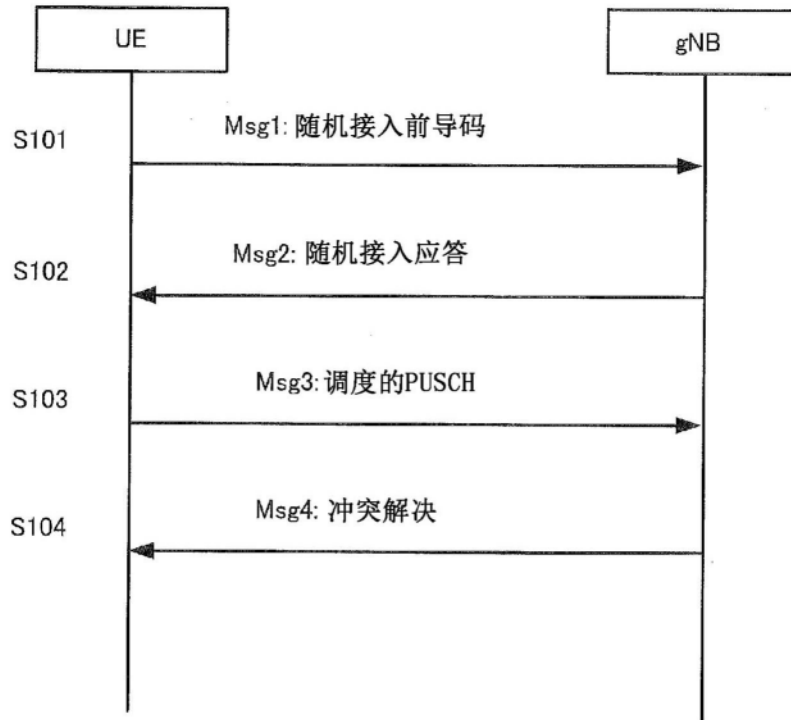 UE
gNB
S101
Msg1: 随机接入前导码
S102
Msg2: 随机接入应答
S103
Msg3: 调度的PUSCH
S104
Msg4: 冲突解决